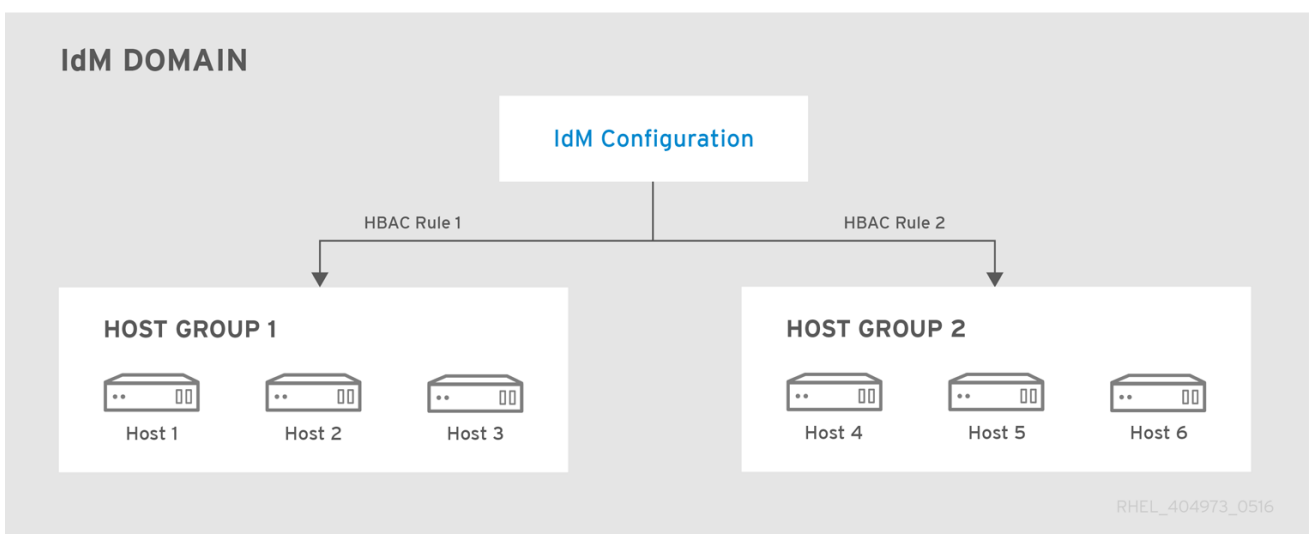 IdM DOMAIN
IdM Configuration
HBAC Rule 1
HBAC Rule 2
HOST GROUP 1
HOST GROUP 2
Host 1
Host 2
Host 3
Host 4
Host 5
Host 6
RHEL_404973_0516